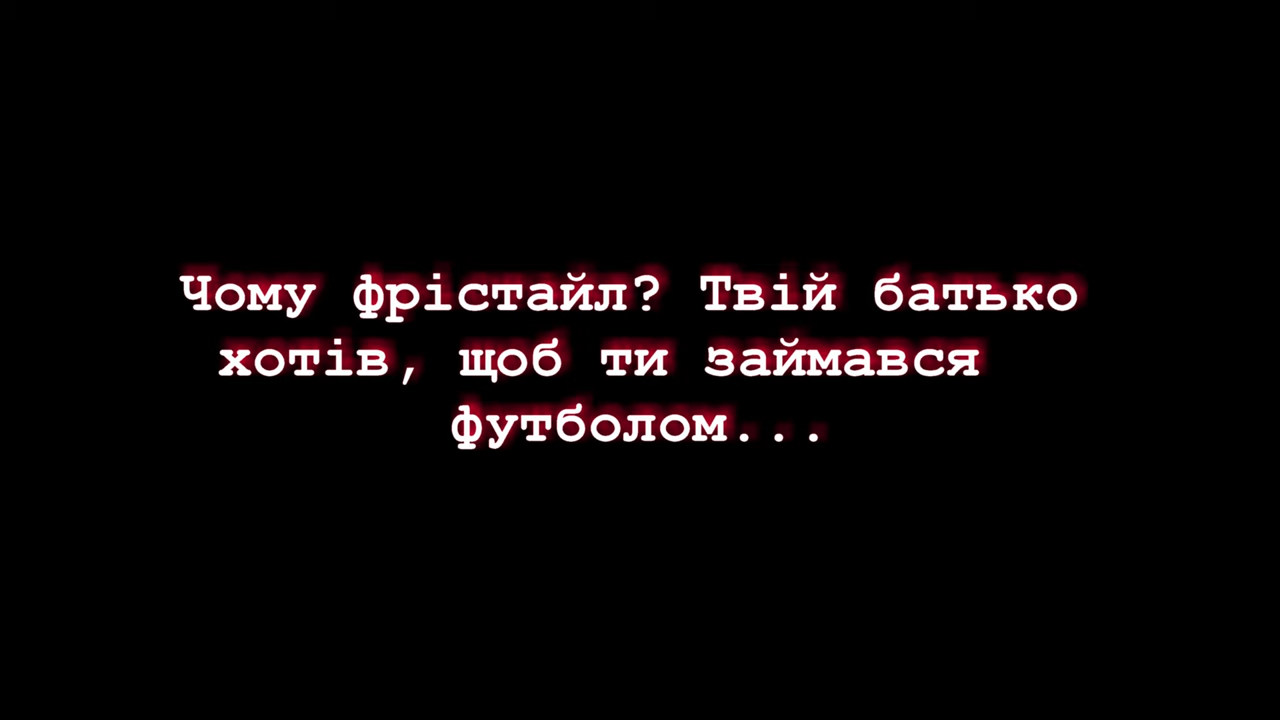 Чому фрістайл? Твій батько
хотів, щоб ти займався
футболом...